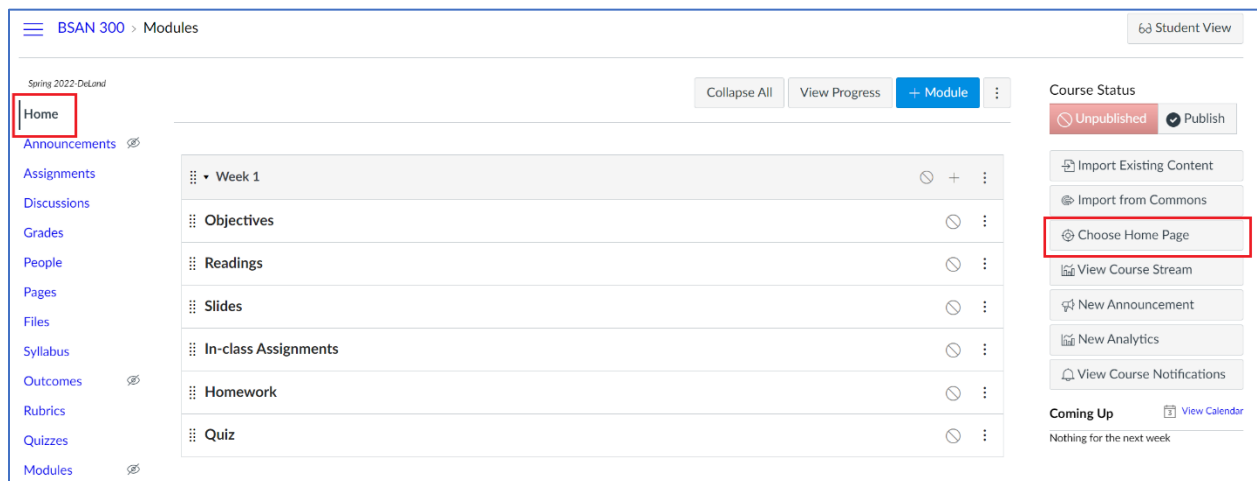 BSAN 300 > Modules
Student View
Spring 2022-DeLand
Home
Announcements
Assignments
Discussions
Grades
People
Pages
Files
Syllabus
Outcomes
Rubrics
Quizzes
Modules
Collapse All
View Progress
+ Module
Week 1
Objectives
Readings
Slides
In-class Assignments
Homework
Quiz
Course Status
Unpublished
Publish
Import Existing Content
Import from Commons
Choose Home Page
View Course Stream
New Announcement
New Analytics
View Course Notifications
Coming Up
View Calendar
Nothing for the next week